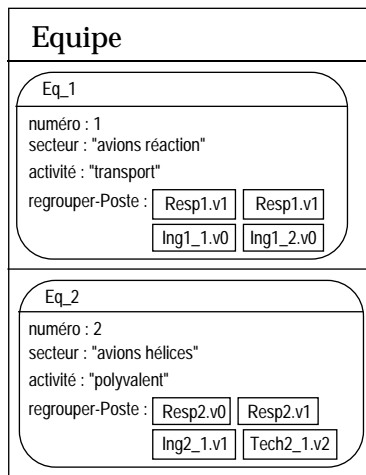 Equipe
Eq_1
numéro : 1
secteur : "avions réaction"
activité : "transport"
regrouper-Poste : Resp1.v1 Resp1.v1
Ing1_1.v0 Ing1_2.v0
Eq_2
numéro : 2
secteur : "avions hélices"
activité : "polyvalent"
regrouper-Poste : Resp2.v0 Resp2.v1
Ing2_1.v1 Tech2_1.v2